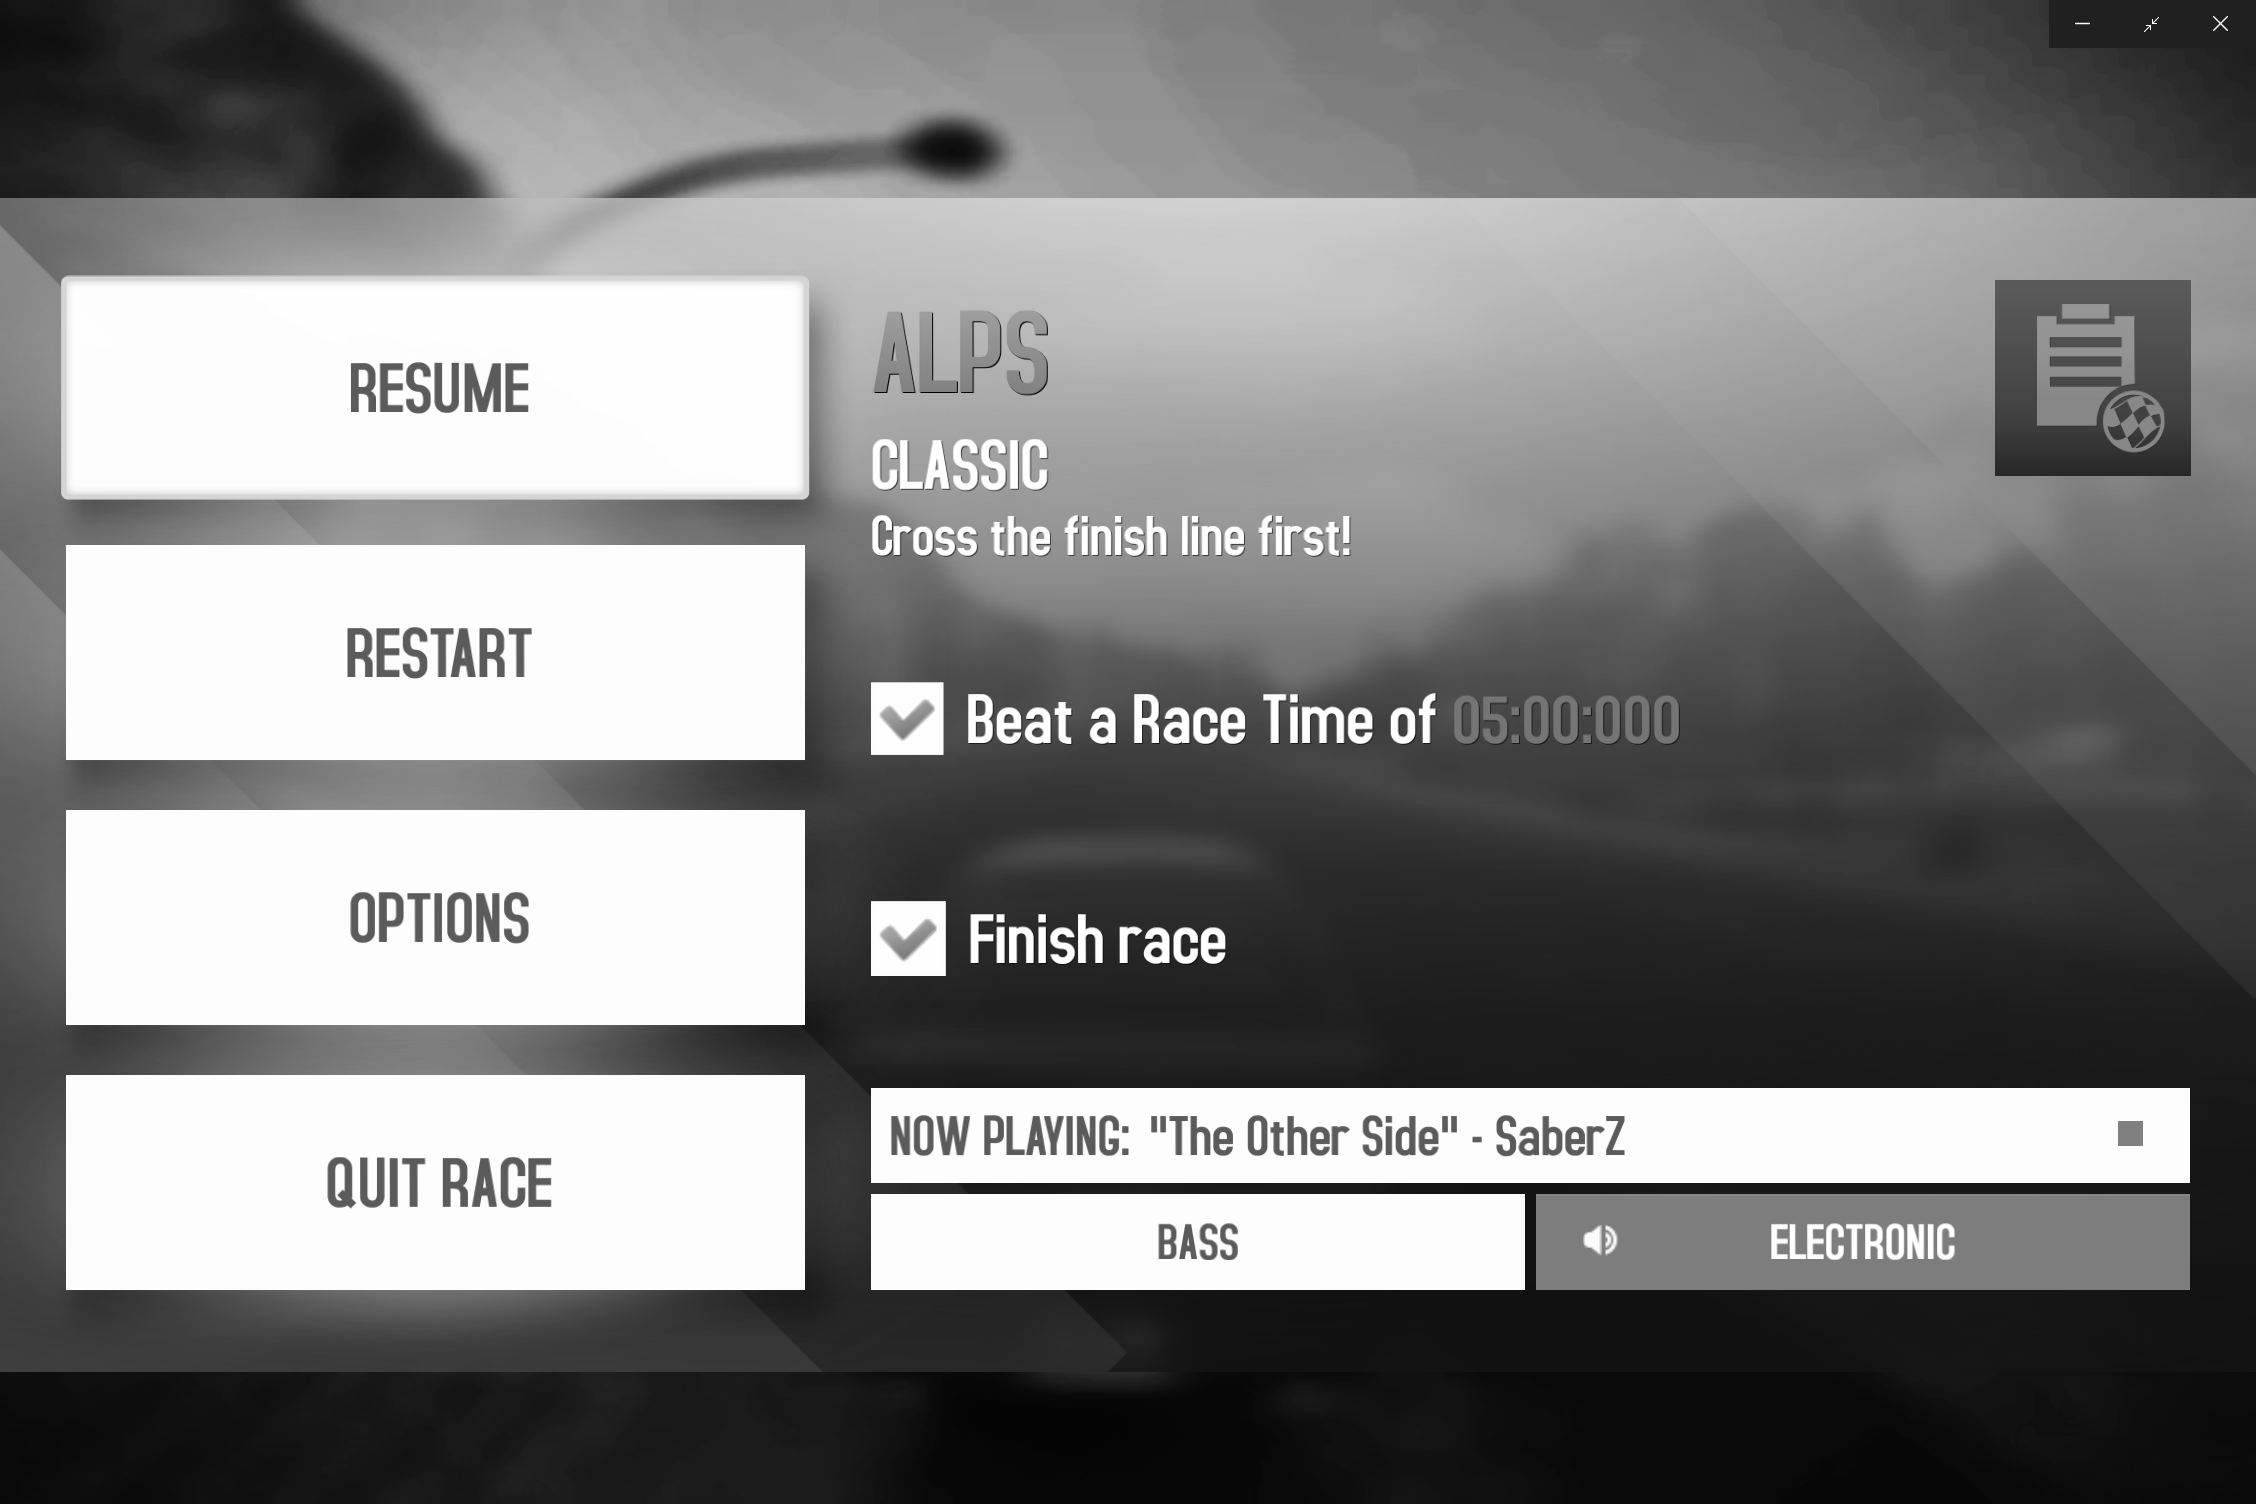 RESUME
RESTART
OPTIONS
QUIT RACE
ALPS
CLASSIC
Cross the finish line first!
Beat a Race Time of 05:00:000
Finish race
NOW PLAYING: "The Other Side" - SaberZ
BASS
ELECTRONIC